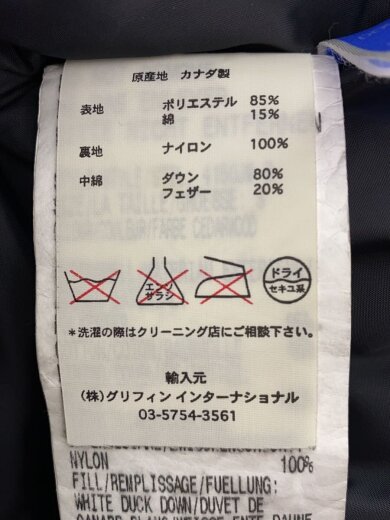 原産地 カナダ製
表地 ポリエステル 85%
綿 15%
裏地 ナイロン 100%
中綿 ダウン 80%
フェザー 20%
エンソ
サラシ
ドライ
セキユ系
*洗濯の際はクリーニング店にご相談下さい。
輸入元
(株)グリフィン インターナショナル
03-5754-3561
NYLON 100%
FILL/REMPLISSAGE/FUELLUNG:
WHITE DUCK DOWN/DUVET DE